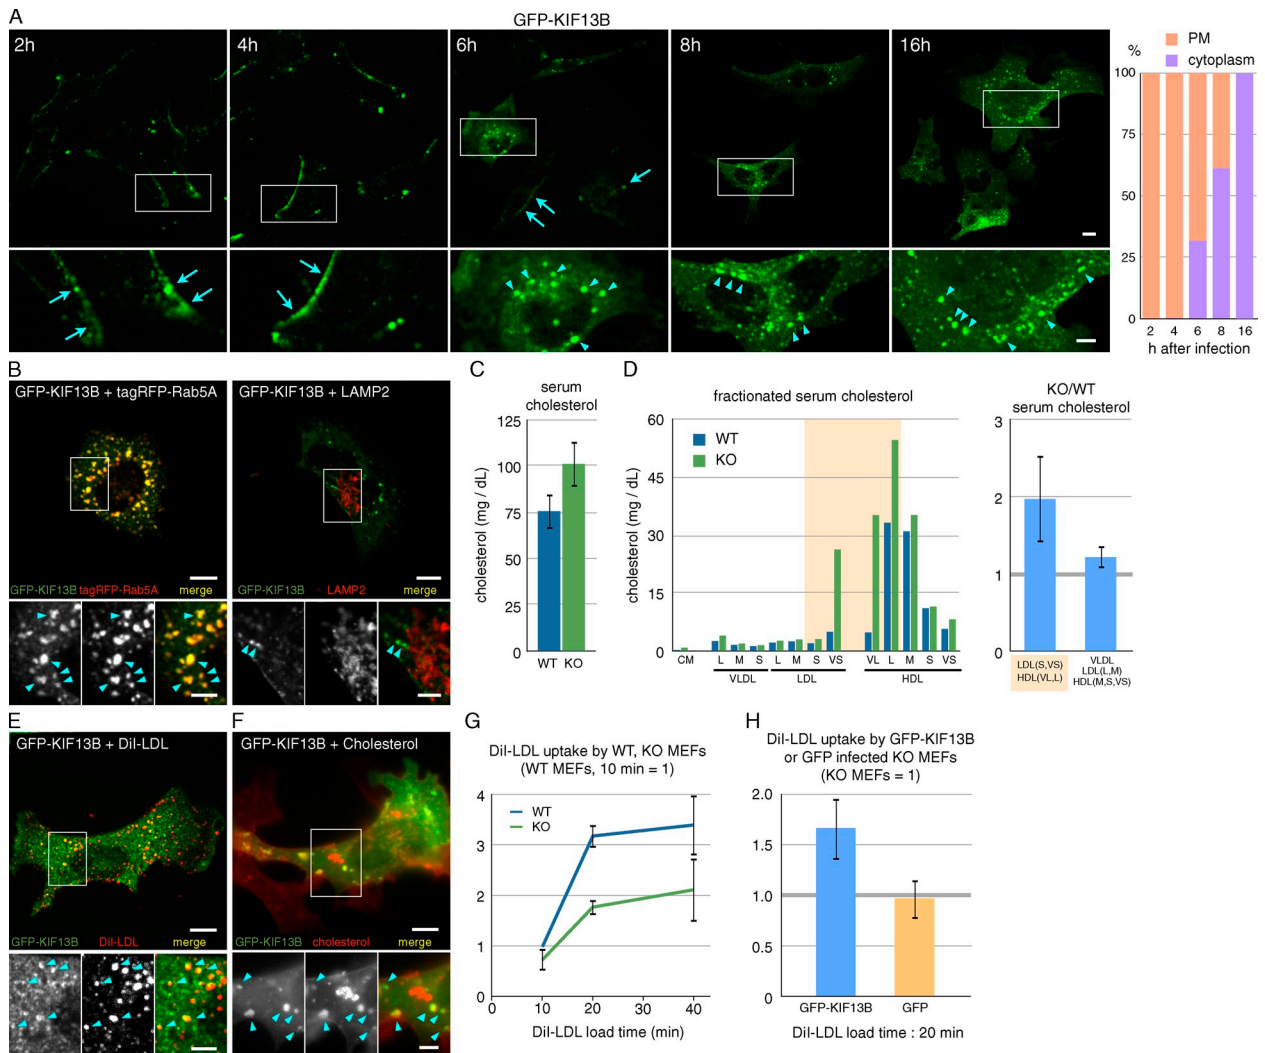 A
GFP-KIF13B
2h
4h
6h
8h
16h
PM
cytoplasm
%
100
75
50
25
0
2 4 6 8 16
h after infection
B
GFP-KIF13B + tagRFP-Rab5A
GFP-KIF13B + LAMP2
GFP-KIF13B tagRFP-Rab5A merge
GFP-KIF13B LAMP2 merge
C
serum
cholesterol
cholesterol (mg / dL)
125
100
75
50
25
0
WT KO
D
fractionated serum cholesterol
WT
KO
cholesterol (mg / dL)
60
45
30
15
0
CM L M S L M S VS VL L M S VS
VLDL LDL HDL
KO/WT
serum cholesterol
3
2
1
0
LDL(S,VS)
HDL(VL,L)
VLDL
LDL(L,M)
HDL(M,S,VS)
E
GFP-KIF13B + DiI-LDL
GFP-KIF13B DiI-LDL merge
F
GFP-KIF13B + Cholesterol
GFP-KIF13B cholesterol merge
G
DiI-LDL uptake by WT, KO MEFs
(WT MEFs, 10 min = 1)
WT
KO
4
3
2
1
0
0 10 20 30 40
DiI-LDL load time (min)
H
DiI-LDL uptake by GFP-KIF13B
or GFP infected KO MEFs
(KO MEFs = 1)
2.0
1.5
1.0
0.5
0
GFP-KIF13B GFP
DiI-LDL load time : 20 min